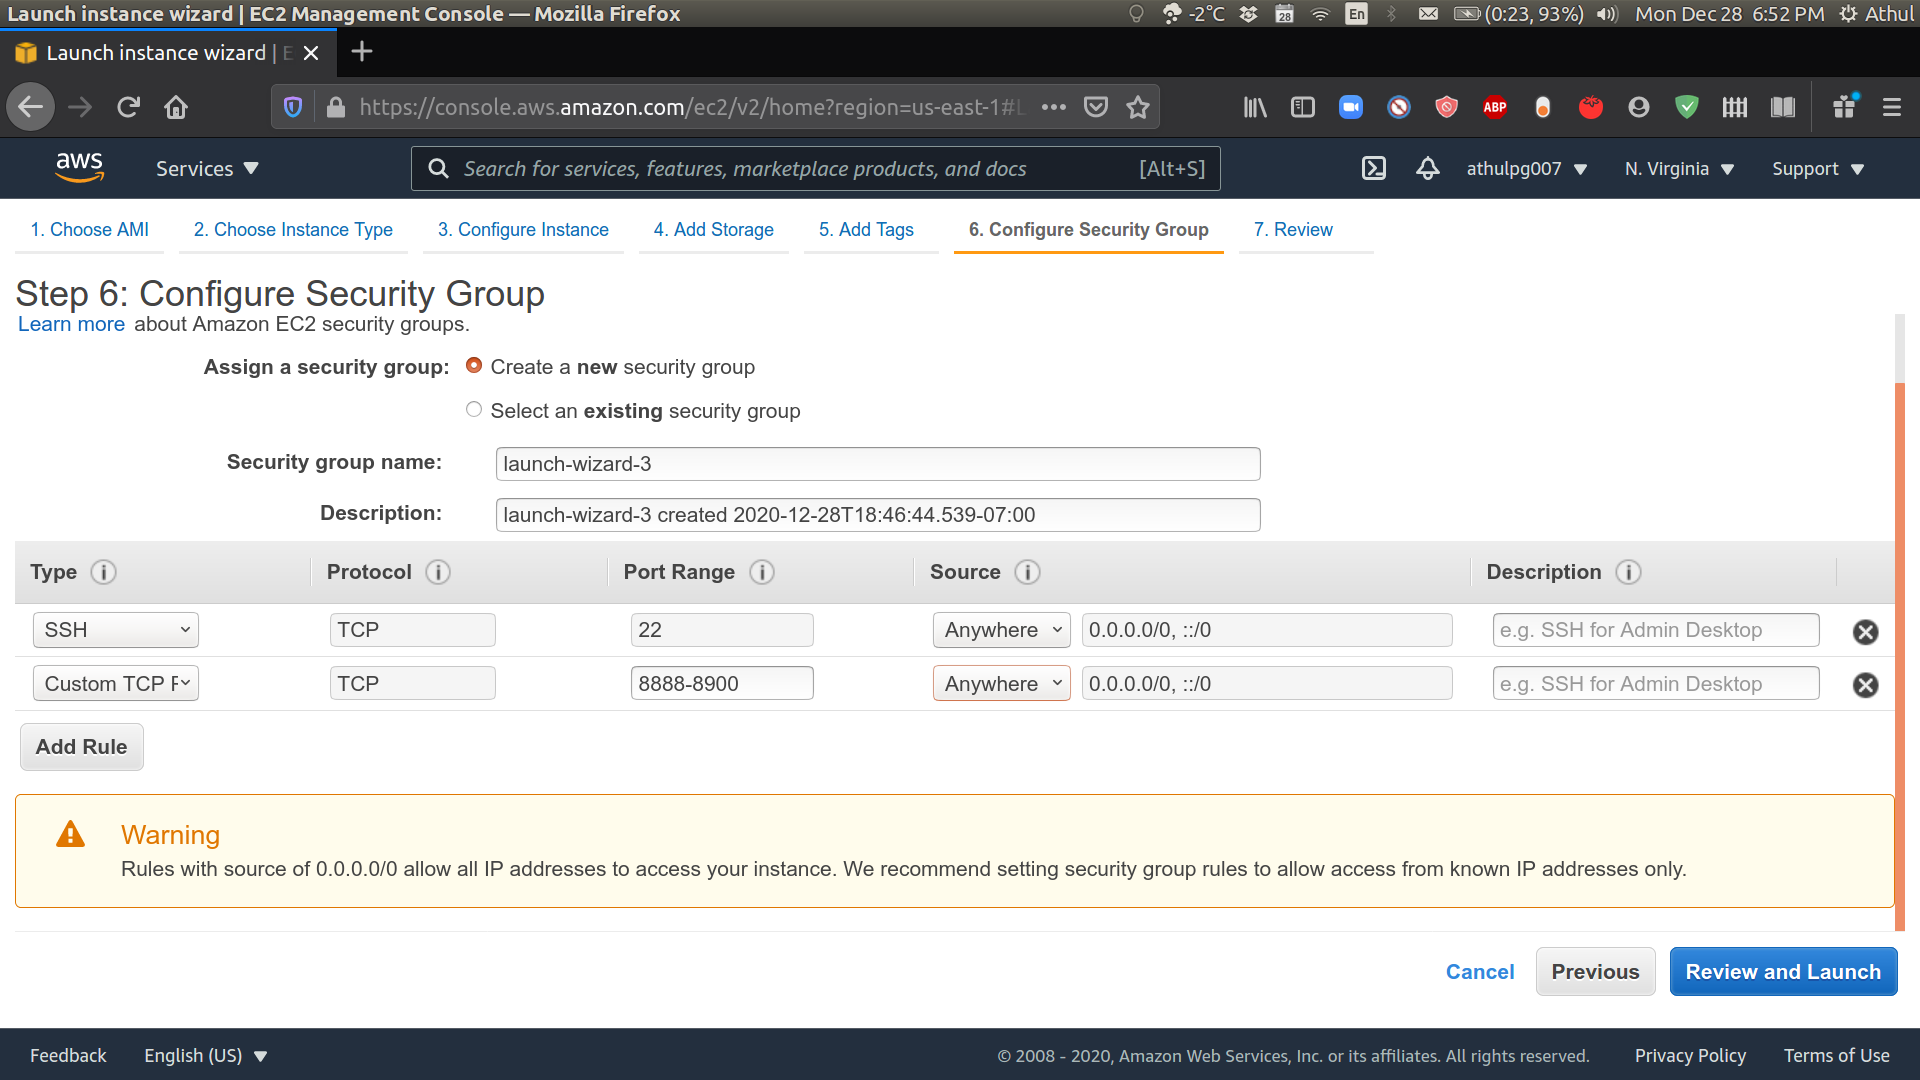 Launch instance wizard | EC2 Management Console — Mozilla Firefox
-2°C
28
En
(0:23, 93%)
Mon Dec 28 6:52 PM
Athul
Launch instance wizard | E
https://console.aws.amazon.com/ec2/v2/home?region=us-east-1#L
ABP
aws
Services
Search for services, features, marketplace products, and docs
[Alt+S]
athulpg007
N. Virginia
Support
1. Choose AMI
2. Choose Instance Type
3. Configure Instance
4. Add Storage
5. Add Tags
6. Configure Security Group
7. Review
Step 6: Configure Security Group
Learn more about Amazon EC2 security groups.
Assign a security group:
Create a new security group
Select an existing security group
Security group name:
launch-wizard-3
Description:
launch-wizard-3 created 2020-12-28T18:46:44.539-07:00
Type
Protocol
Port Range
Source
Description
SSH
TCP
22
Anywhere
0.0.0.0/0, ::/0
e.g. SSH for Admin Desktop
Custom TCP F
TCP
8888-8900
Anywhere
0.0.0.0/0, ::/0
e.g. SSH for Admin Desktop
Add Rule
Warning
Rules with source of 0.0.0.0/0 allow all IP addresses to access your instance. We recommend setting security group rules to allow access from known IP addresses only.
Cancel
Previous
Review and Launch
Feedback
English (US)
© 2008 - 2020, Amazon Web Services, Inc. or its affiliates. All rights reserved.
Privacy Policy
Terms of Use